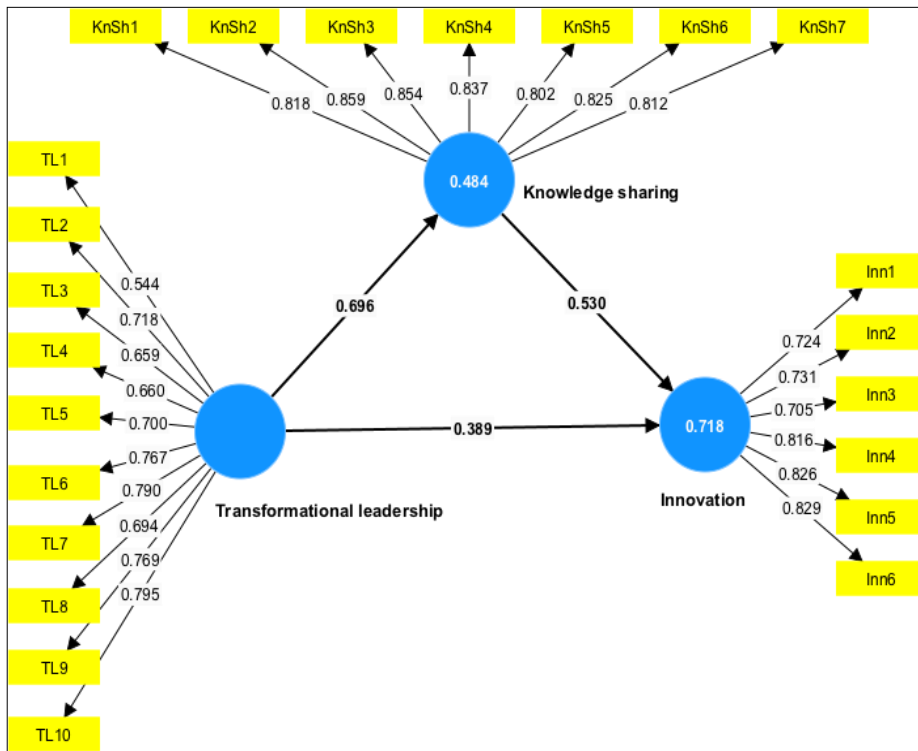 KnSh1
KnSh2
KnSh3
KnSh4
KnSh5
KnSh6
KnSh7
0.818
0.859
0.854
0.837
0.802
0.825
0.812
0.484
Knowledge sharing
TL1
TL2
TL3
TL4
TL5
TL6
TL7
TL8
TL9
TL10
0.544
0.718
0.659
0.660
0.700
0.767
0.790
0.694
0.769
0.795
Transformational leadership
0.696
0.530
0.389
0.718
Innovation
0.724
0.731
0.705
0.816
0.826
0.829
Inn1
Inn2
Inn3
Inn4
Inn5
Inn6